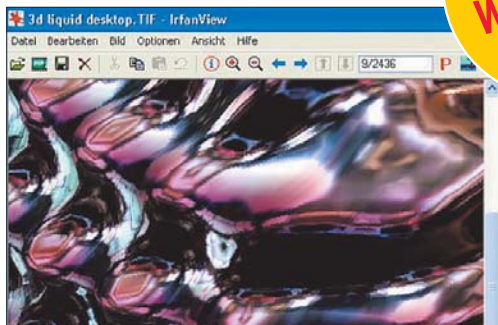 3d liquid desktop.TIF - IrfanView
Datei Bearbeiten Bild Optionen Ansicht Hilfe
9/2436 P
W